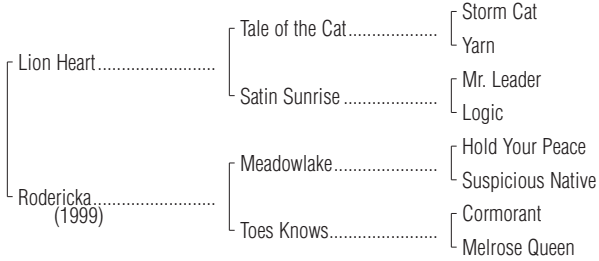 Storm Cat
Tale of the Cat....................
Yarn
Lion Heart..........................
Mr. Leader
Satin Sunrise .....................
Logic
Hold Your Peace
Meadowlake.......................
Suspicious Native
Rodericka...........................
(1999)
Cormorant
Toes Knows........................
Melrose Queen